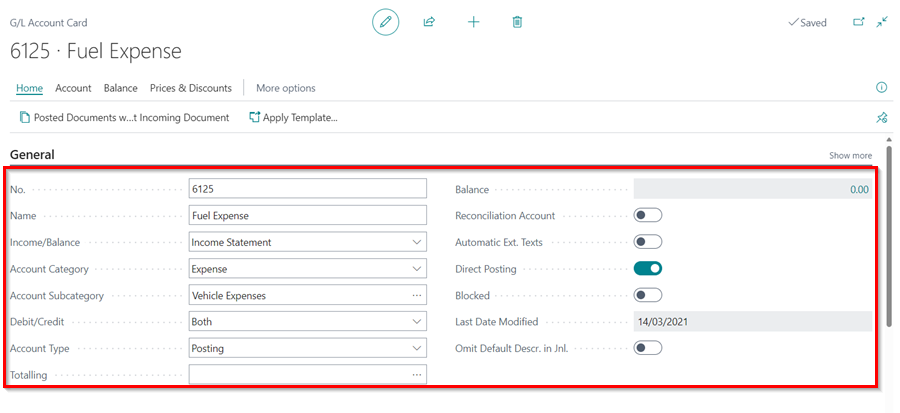 G/L Account Card
Saved
6125 · Fuel Expense
Home Account Balance Prices & Discounts More options
Posted Documents w...t Incoming Document Apply Template...
General Show more
No. 6125 Balance 0.00
Name Fuel Expense Reconciliation Account
Income/Balance Income Statement Automatic Ext. Texts
Account Category Expense Direct Posting
Account Subcategory Vehicle Expenses Blocked
Debit/Credit Both Last Date Modified 14/03/2021
Account Type Posting Omit Default Descr. in Jnl.
Totalling